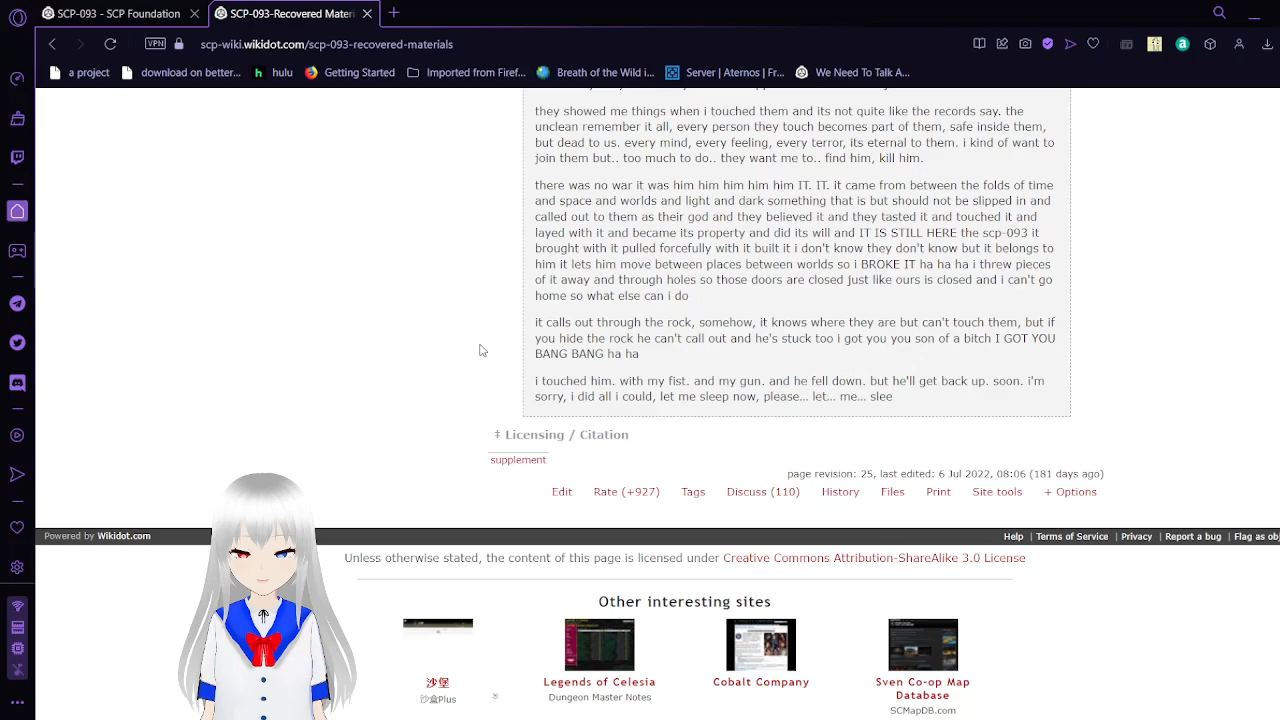 SCP-093 - SCP Foundation
SCP-093-Recovered Materi
VPN
scp-wiki.wikidot.com/scp-093-recovered-materials
a project
download on better...
hulu
Getting Started
Imported from Firef...
Breath of the Wild i...
Server | Aternos | Fr...
We Need To Talk A...
they showed me things when i touched them and its not quite like the records say. the
unclean remember it all, every person they touch becomes part of them, safe inside them,
but dead to us. every mind, every feeling, every terror, its eternal to them. i kind of want to
join them but.. too much to do.. they want me to.. find him, kill him.
there was no war it was him him him him him IT. IT. it came from between the folds of time
and space and worlds and light and dark something that is but should not be slipped in and
called out to them as their god and they believed it and they tasted it and touched it and
layed with it and became its property and did its will and IT IS STILL HERE the scp-093 it
brought with it pulled forcefully with it built it i don't know they don't know but it belongs to
him it lets him move between places between worlds so i BROKE IT ha ha ha i threw pieces
of it away and through holes so those doors are closed just like ours is closed and i can't go
home so what else can i do
it calls out through the rock, somehow, it knows where they are but can't touch them, but if
you hide the rock he can't call out and he's stuck too i got you you son of a bitch I GOT YOU
BANG BANG ha ha
i touched him. with my fist. and my gun. and he fell down. but he'll get back up. soon. i'm
sorry, i did all i could, let me sleep now, please... let... me... slee
‡ Licensing / Citation
supplement
page revision: 25, last edited: 6 Jul 2022, 08:06 (181 days ago)
Edit
Rate (+927)
Tags
Discuss (110)
History
Files
Print
Site tools
+ Options
Powered by Wikidot.com
Help | Terms of Service | Privacy | Report a bug | Flag as obj
Unless otherwise stated, the content of this page is licensed under Creative Commons Attribution-ShareAlike 3.0 License
Other interesting sites
沙堡
沙盒Plus
Legends of Celesia
Dungeon Master Notes
Cobalt Company
Sven Co-op Map
Database
SCMapDB.com